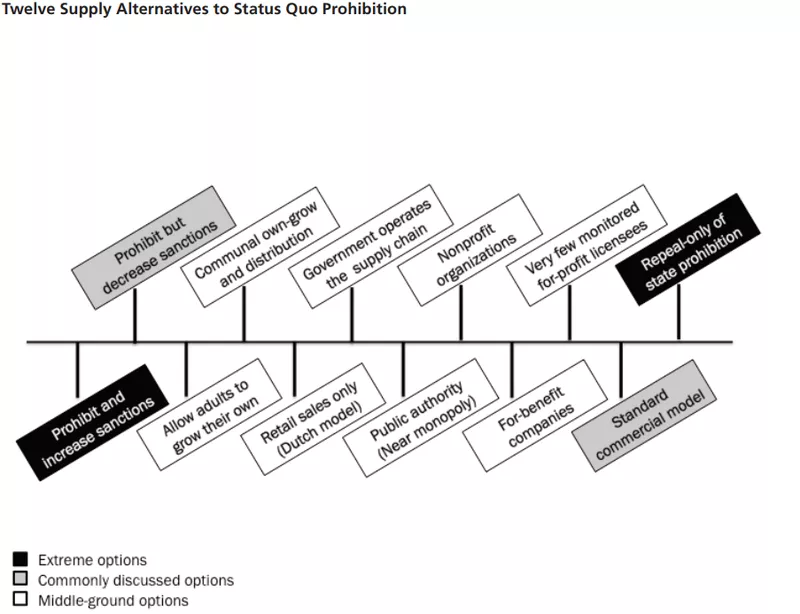 Twelve Supply Alternatives to Status Quo Prohibition
Prohibit but
decrease sanctions
Communal own-grow
and distribution
Government operates
the supply chain
Nonprofit
organizations
Very few monitored
for-profit licensees
Repeal-only of
state prohibition
Prohibit and
increase sanctions
Allow adults to
grow their own
Retail sales only
(Dutch model)
Public authority
(Near monopoly)
For-benefit
companies
Standard
commercial model
Extreme options
Commonly discussed options
Middle-ground options